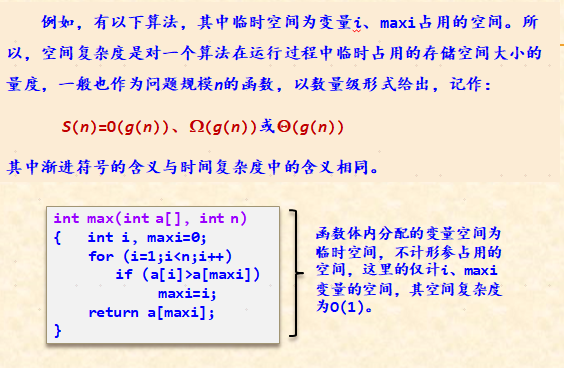 例如，有以下算法，其中临时空间为变量i、maxi占用的空间。所
以，空间复杂度是对一个算法在运行过程中临时占用的存储空间大小的
量度，一般也作为问题规模n的函数，以数量级形式给出，记作：
S(n)=O(g(n))、Ω(g(n))或Θ(g(n))
其中渐进符号的含义与时间复杂度中的含义相同。
int max(int a[], int n)
{ int i, maxi=0;
for (i=1;i<n;i++)
if (a[i]>a[maxi])
maxi=i;
return a[maxi];
}
函数体内分配的变量空间为
临时空间，不计形参占用的
空间，这里的仅计i、maxi
变量的空间，其空间复杂度
为O(1)。